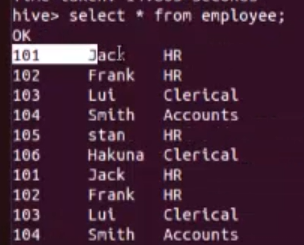 hive> select * from employee;
OK
101 Jack HR
102 Frank HR
103 Lui Clerical
104 Smith Accounts
105 stan HR
106 Hakuna Clerical
101 Jack HR
102 Frank HR
103 Lui Clerical
104 Smith Accounts